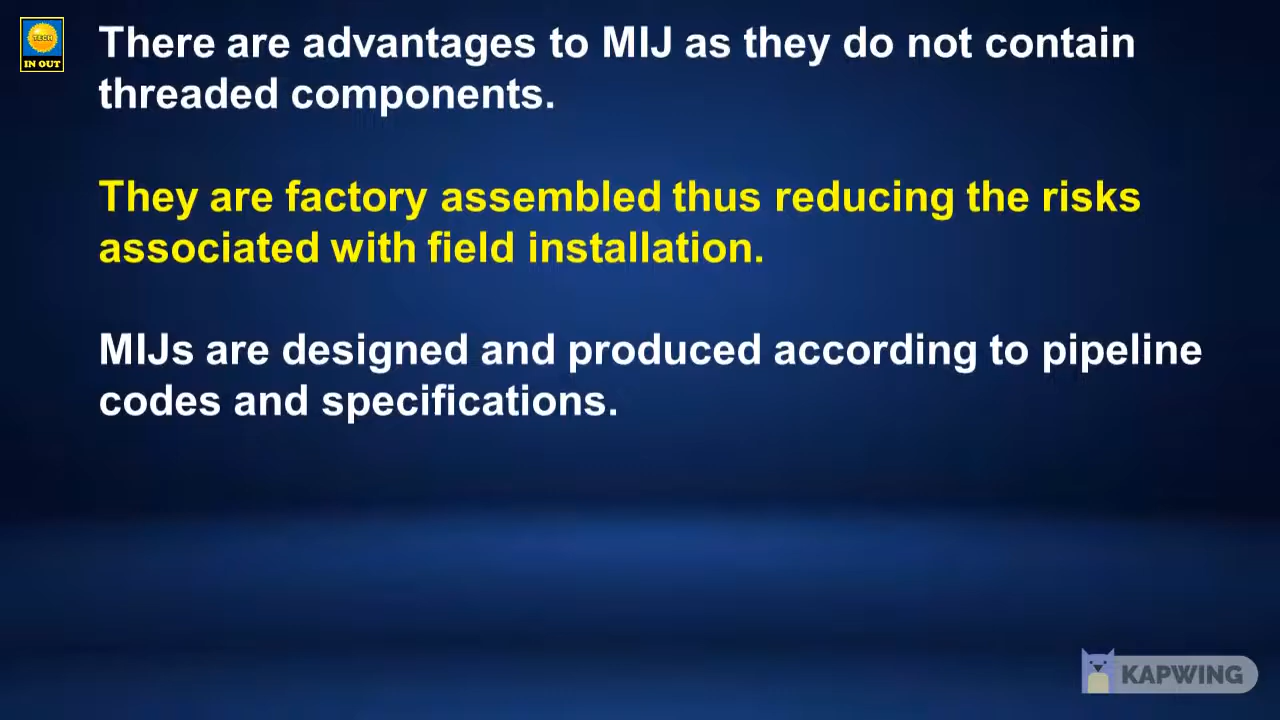 TECH
IN OUT
There are advantages to MIJ as they do not contain
threaded components.
They are factory assembled thus reducing the risks
associated with field installation.
MIJs are designed and produced according to pipeline
codes and specifications.
KAPWING